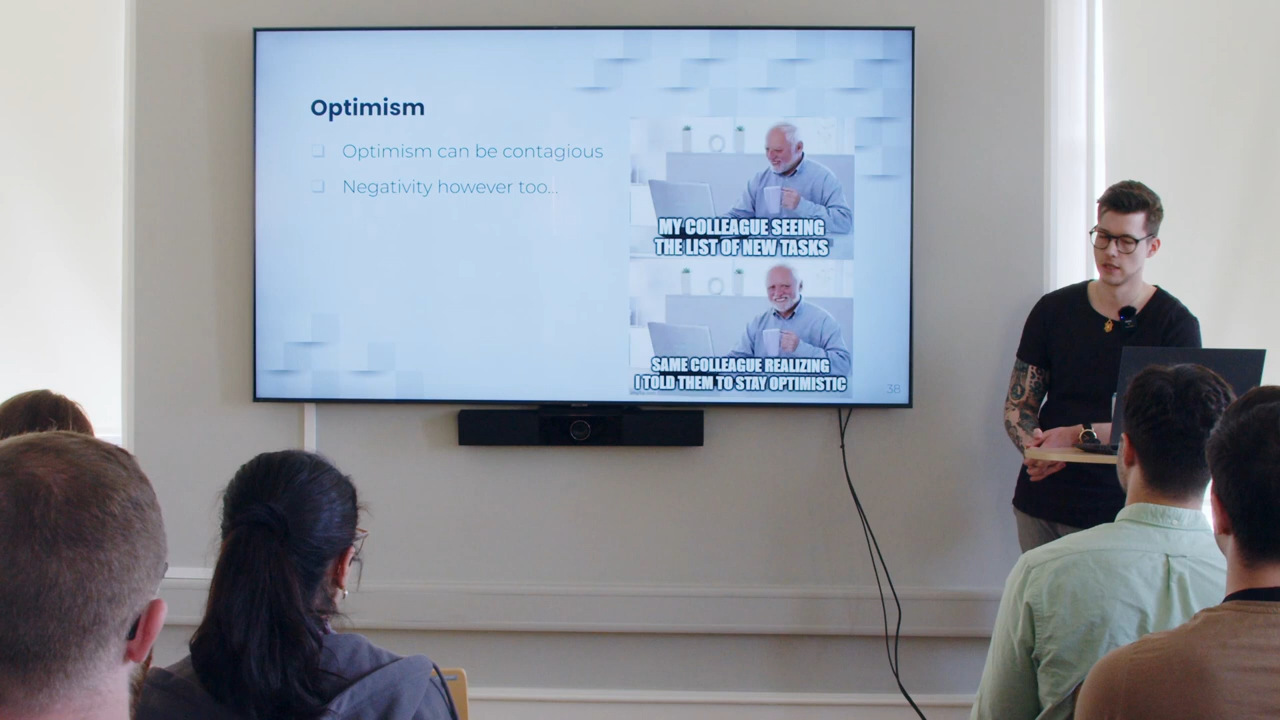 Optimism
Optimism can be contagious
Negativity however too...
MY COLLEAGUE SEEING
THE LIST OF NEW TASKS
SAME COLLEAGUE REALIZING
I TOLD THEM TO STAY OPTIMISTIC
38